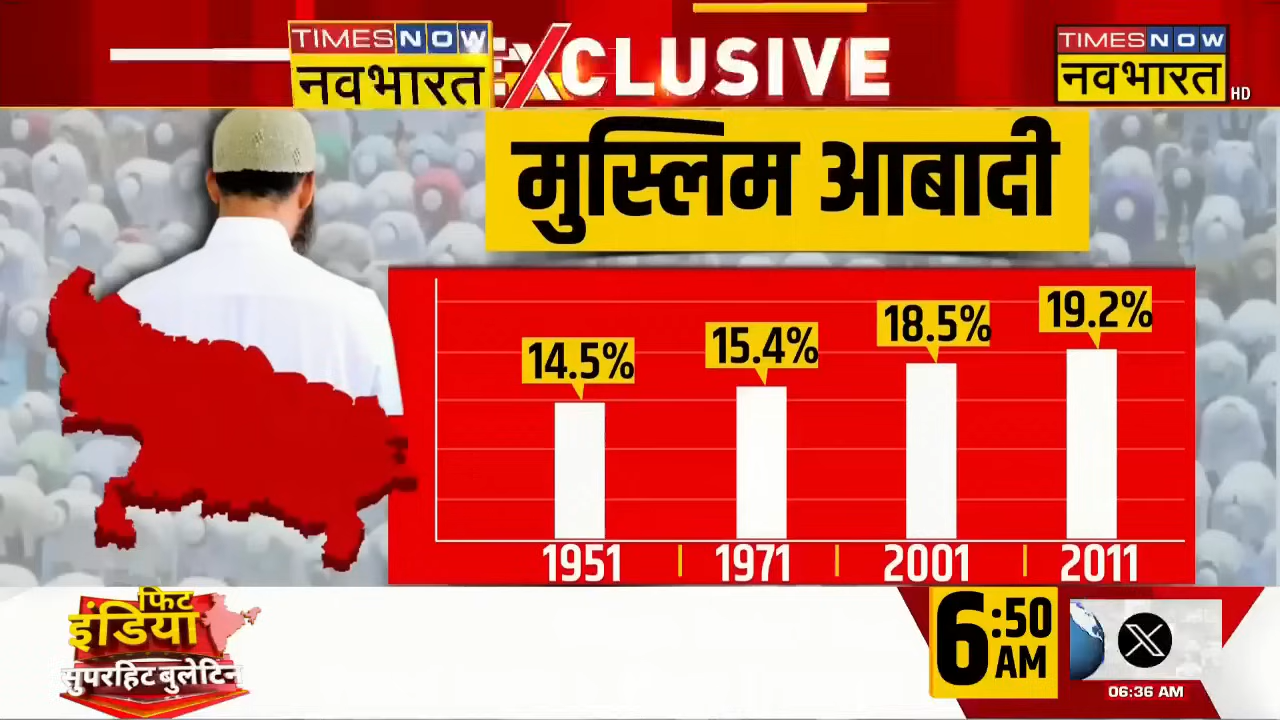 TIMES NOW
नवभारत
EXCLUSIVE
TIMES NOW
नवभारत
HD
मुस्लिम आबादी
14.5%
15.4%
18.5%
19.2%
1951
1971
2001
2011
फिट
इंडिया
सुपरहिट बुलेटिन
6:50
AM
X
06:36 AM